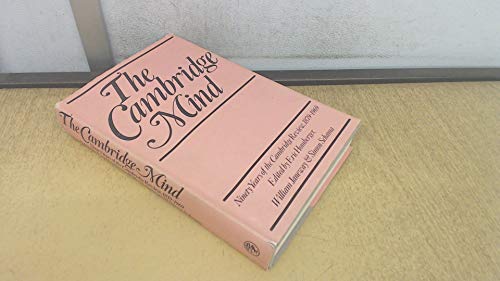 The
Cambridge
Mind
Ninety Years of the Cambridge Review 1879-1969
Edited by Eric Homberger,
William Janeway & Simon Schama
The Cambridge Mind